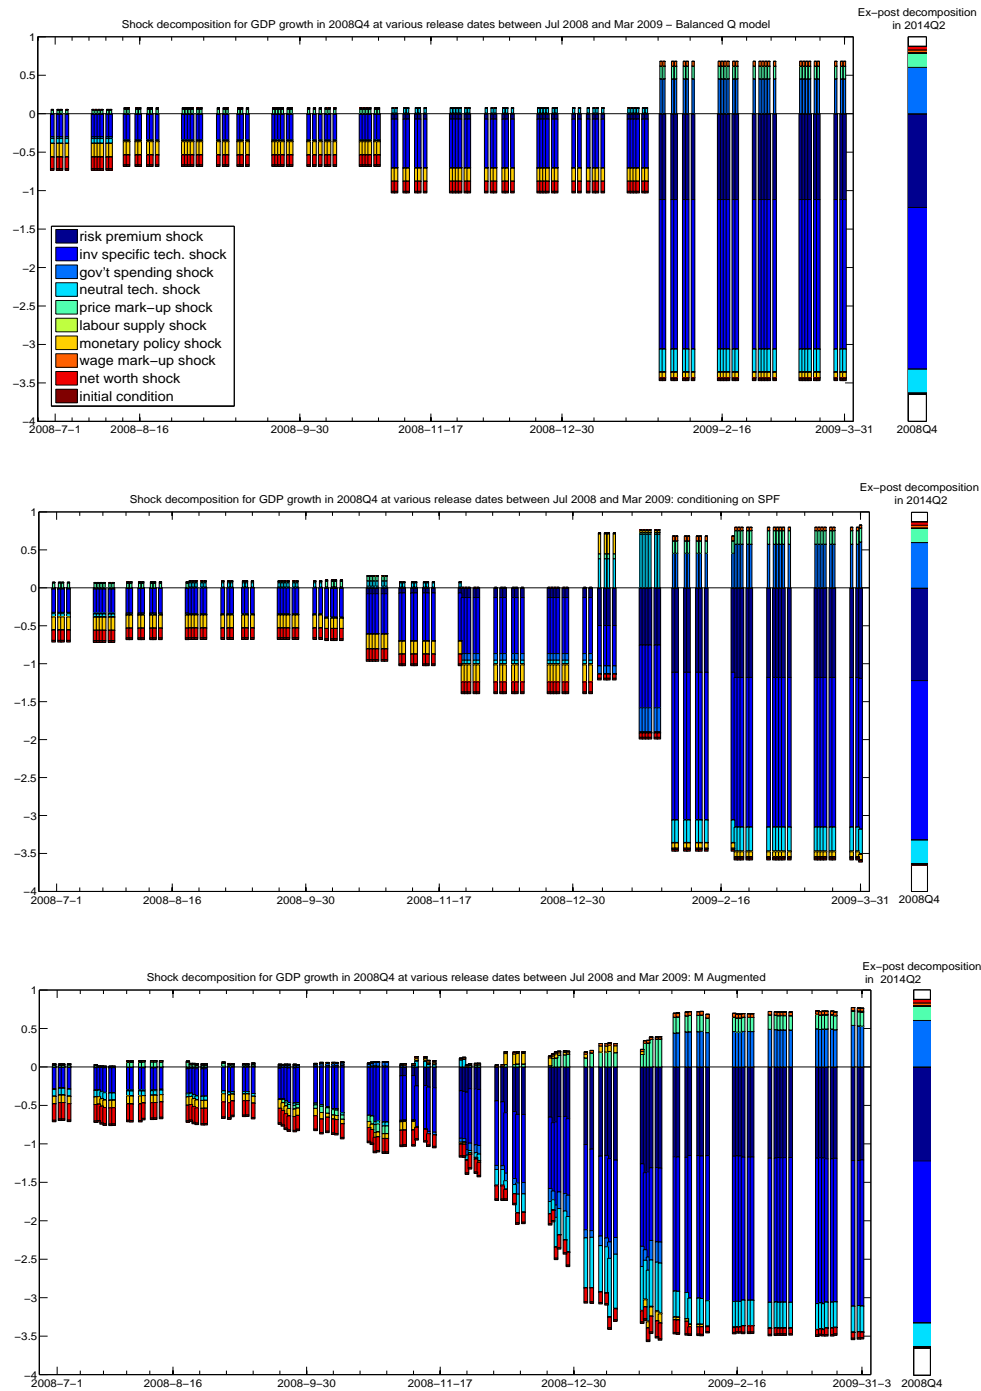 Shock decomposition for GDP growth in 2008Q4 at various release dates between Jul 2008 and Mar 2009 – Balanced Q model
Ex–post decomposition
in 2014Q2
1
0.5
0
−0.5
−1
−1.5
−2
−2.5
−3
−3.5
−4
risk premium shock
inv specific tech. shock
gov't spending shock
neutral tech. shock
price mark–up shock
labour supply shock
monetary policy shock
wage mark–up shock
net worth shock
initial condition
2008–7–1 2008–8–16 2008–9–30 2008–11–17 2008–12–30 2009–2–16 2009–3–31 2008Q4
Shock decomposition for GDP growth in 2008Q4 at various release dates between Jul 2008 and Mar 2009: conditioning on SPF
Ex–post decomposition
in 2014Q2
1
0.5
0
−0.5
−1
−1.5
−2
−2.5
−3
−3.5
−4
2008–7–1 2008–8–16 2008–9–30 2008–11–17 2008–12–30 2009–2–16 2009–3–31 2008Q4
Shock decomposition for GDP growth in 2008Q4 at various release dates between Jul 2008 and Mar 2009: M Augmented
Ex–post decomposition
in 2014Q2
1
0.5
0
−0.5
−1
−1.5
−2
−2.5
−3
−3.5
−4
2008–7–1 2008–8–16 2008–9–30 2008–11–17 2008–12–30 2009–2–16 2009–31–3 2008Q4